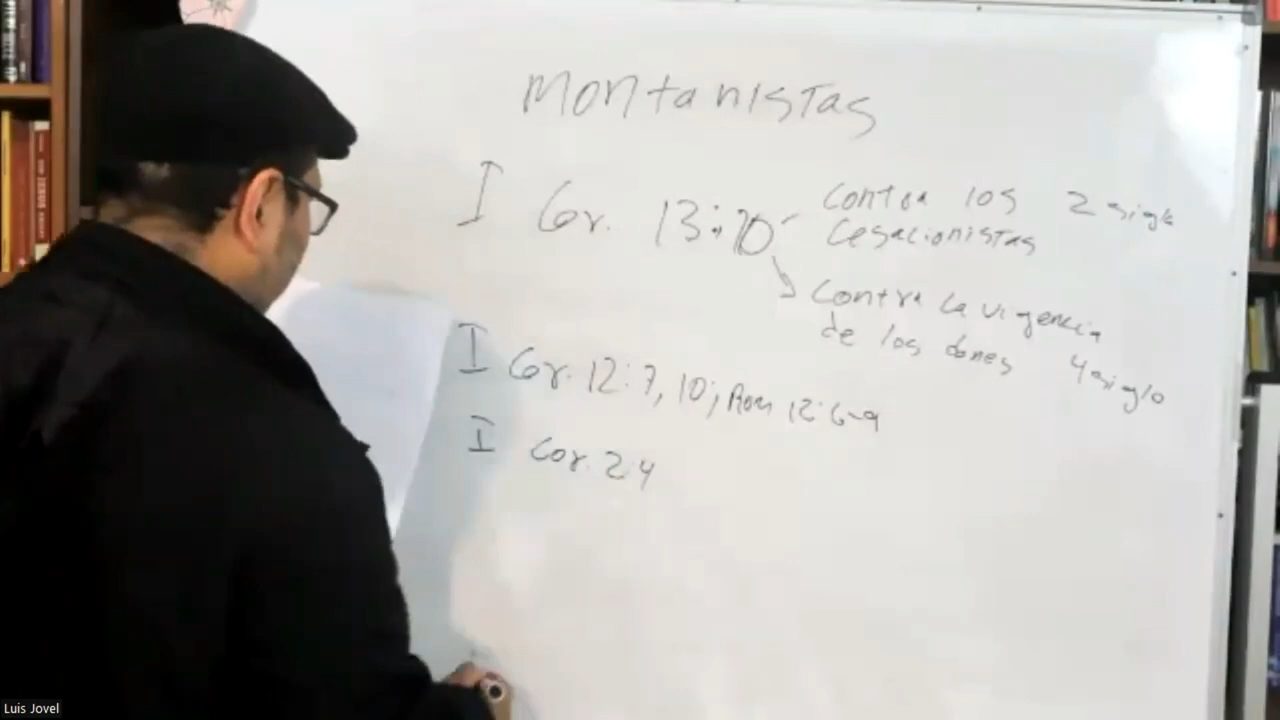 Montanistas
I Cor. 13:10 Contra los 2 siglo
Cesacionistas
Contra la vigencia
de los dones 4 siglo
I Cor. 12:7, 10; Rom 12:6-9
I Cor. 2:4
Luis Jovel